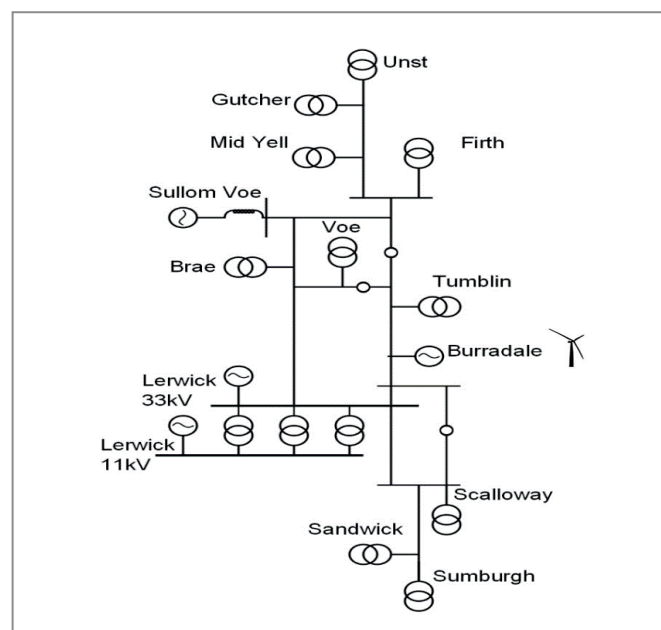 Unst
Gutcher
Mid Yell
Firth
Sullom Voe
Voe
Brae
Tumblin
Burradale
Lerwick
33kV
Lerwick
11kV
Scalloway
Sandwick
Sumburgh